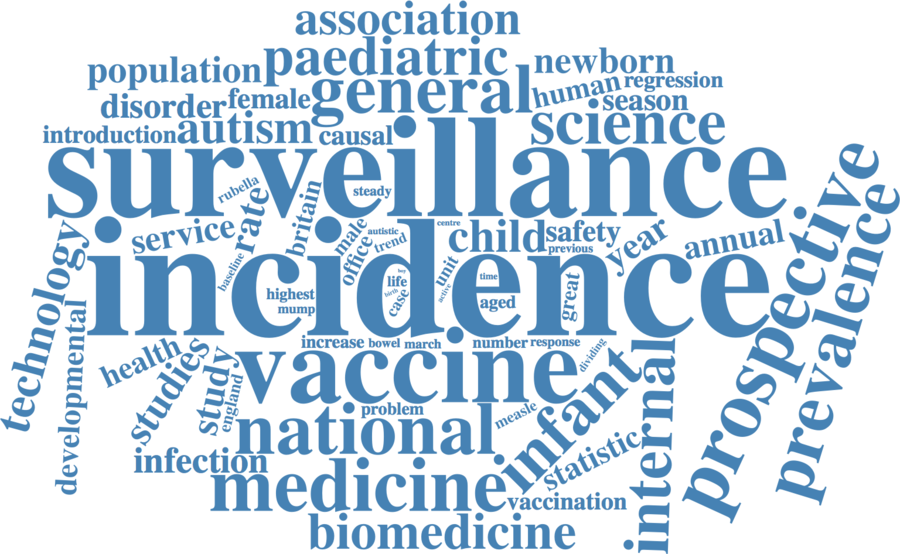 association
paediatric
population
newborn
general
human
regression
disorder
female
season
introduction
autism
causal
science
surveillance
rubella
steady
prospective
prevalence
technology
service
baseline
rate
britain
male
office
autistic
trend
centre
child
safety
previous
year
annual
incidence
highest
mump
boy
life
birth
case
unit
active
time
aged
great
developmental
health
increase
bowel
march
number
response
dividing
studies
study
england
vaccine
problem
measle
infant
internal
national
infection
statistic
medicine
vaccination
biomedicine